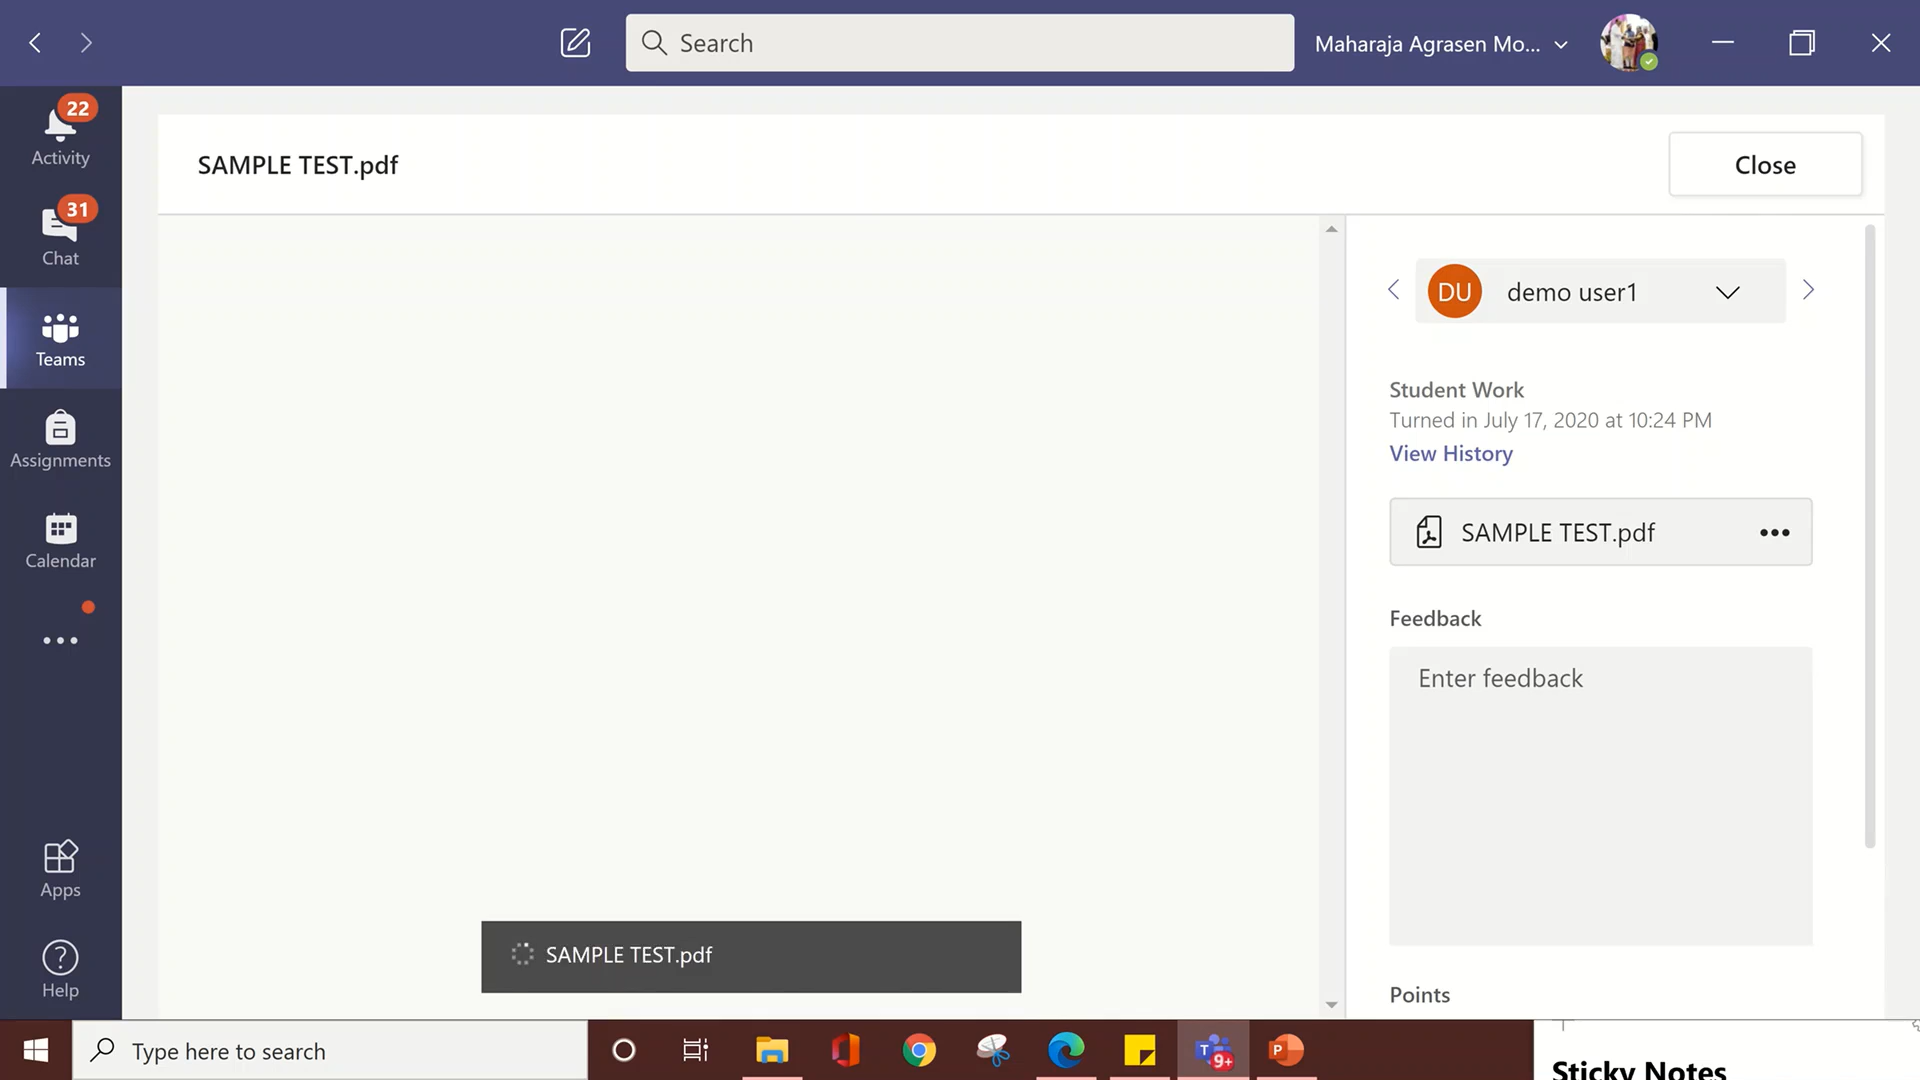 Search
Maharaja Agrasen Mo...
22
Activity
31
Chat
Teams
Assignments
Calendar
Apps
Help
SAMPLE TEST.pdf
Close
DU
demo user1
Student Work
Turned in July 17, 2020 at 10:24 PM
View History
SAMPLE TEST.pdf
Feedback
Enter feedback
Points
SAMPLE TEST.pdf
Type here to search
T
9+
P
Sticky Notes